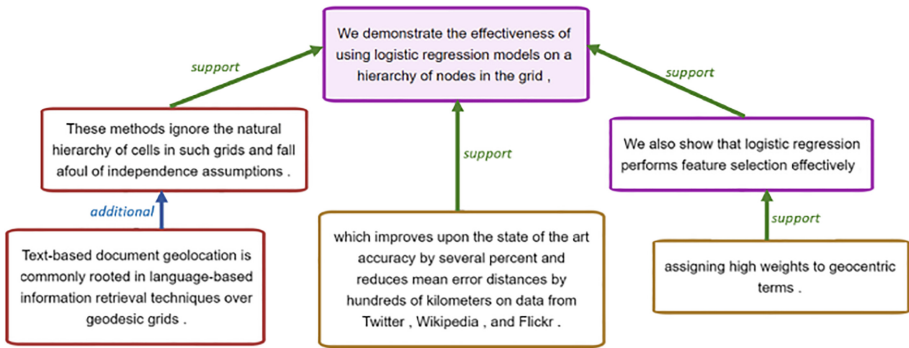 We demonstrate the effectiveness of
using logistic regression models on a
hierarchy of nodes in the grid ,
support
support
These methods ignore the natural
hierarchy of cells in such grids and fall
afoul of independence assumptions .
support
We also show that logistic regression
performs feature selection effectively
additional
support
Text-based document geolocation is
commonly rooted in language-based
information retrieval techniques over
geodesic grids .
which improves upon the state of the art
accuracy by several percent and
reduces mean error distances by
hundreds of kilometers on data from
Twitter , Wikipedia , and Flickr .
assigning high weights to geocentric
terms .